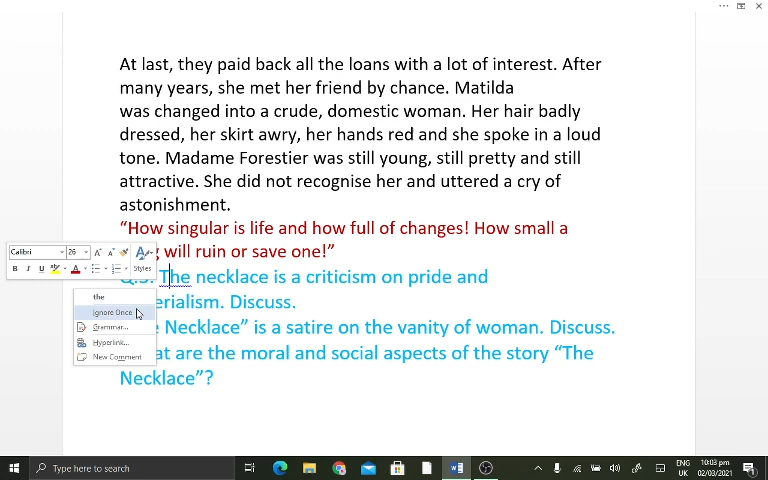 At last, they paid back all the loans with a lot of interest. After
many years, she met her friend by chance. Matilda
was changed into a crude, domestic woman. Her hair badly
dressed, her skirt awry, her hands red and she spoke in a loud
tone. Madame Forestier was still young, still pretty and still
attractive. She did not recognise her and uttered a cry of
astonishment.
“How singular is life and how full of changes! How small a
will ruin or save one!”
Calibri 26
B I U Styles
The necklace is a criticism on pride and
the
erialism. Discuss.
Ignore Once
Necklace” is a satire on the vanity of woman. Discuss.
Grammar...
Hyperlink...
at are the moral and social aspects of the story “The
New Comment
Necklace”?
Type here to search
ENG 10:03 pm
UK 02/03/2021